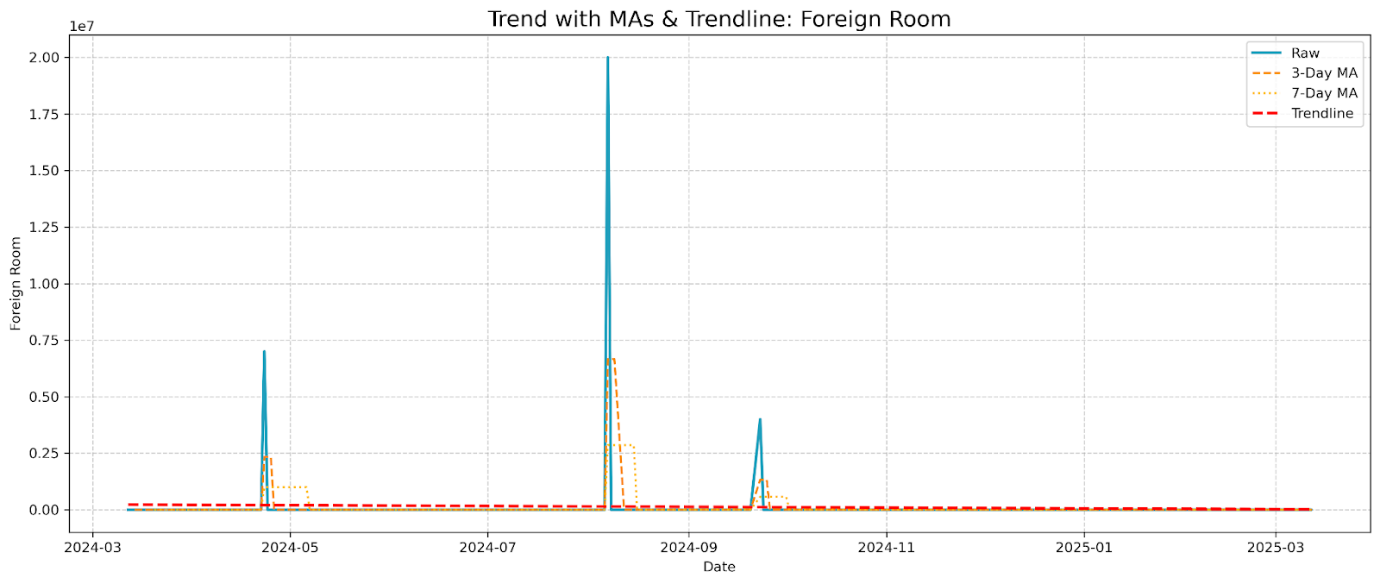 Trend with MAs & Trendline: Foreign Room
1e7
2.00
1.75
1.50
1.25
1.00
0.75
0.50
0.25
0.00
Foreign Room
Raw
3-Day MA
7-Day MA
Trendline
2024-03 2024-05 2024-07 2024-09 2024-11 2025-01 2025-03
Date